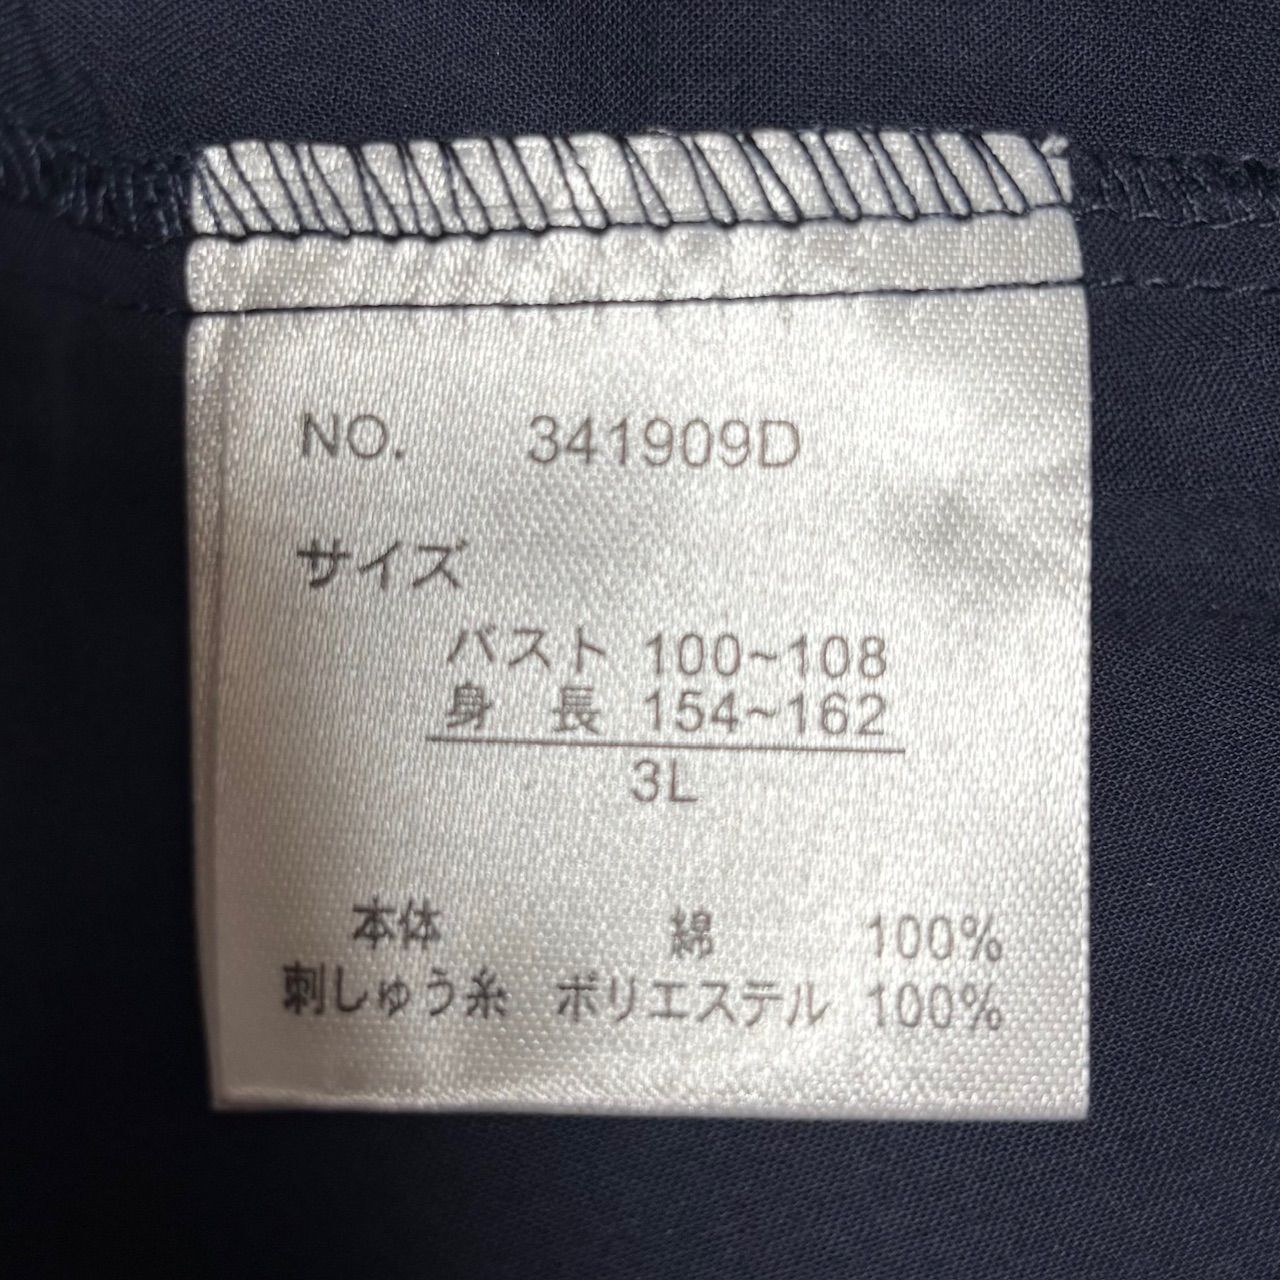 NO. 341909D
サイズ
バスト 100~108
身 長 154~162
3L
本体 綿 100%
刺しゅう糸 ポリエステル 100%